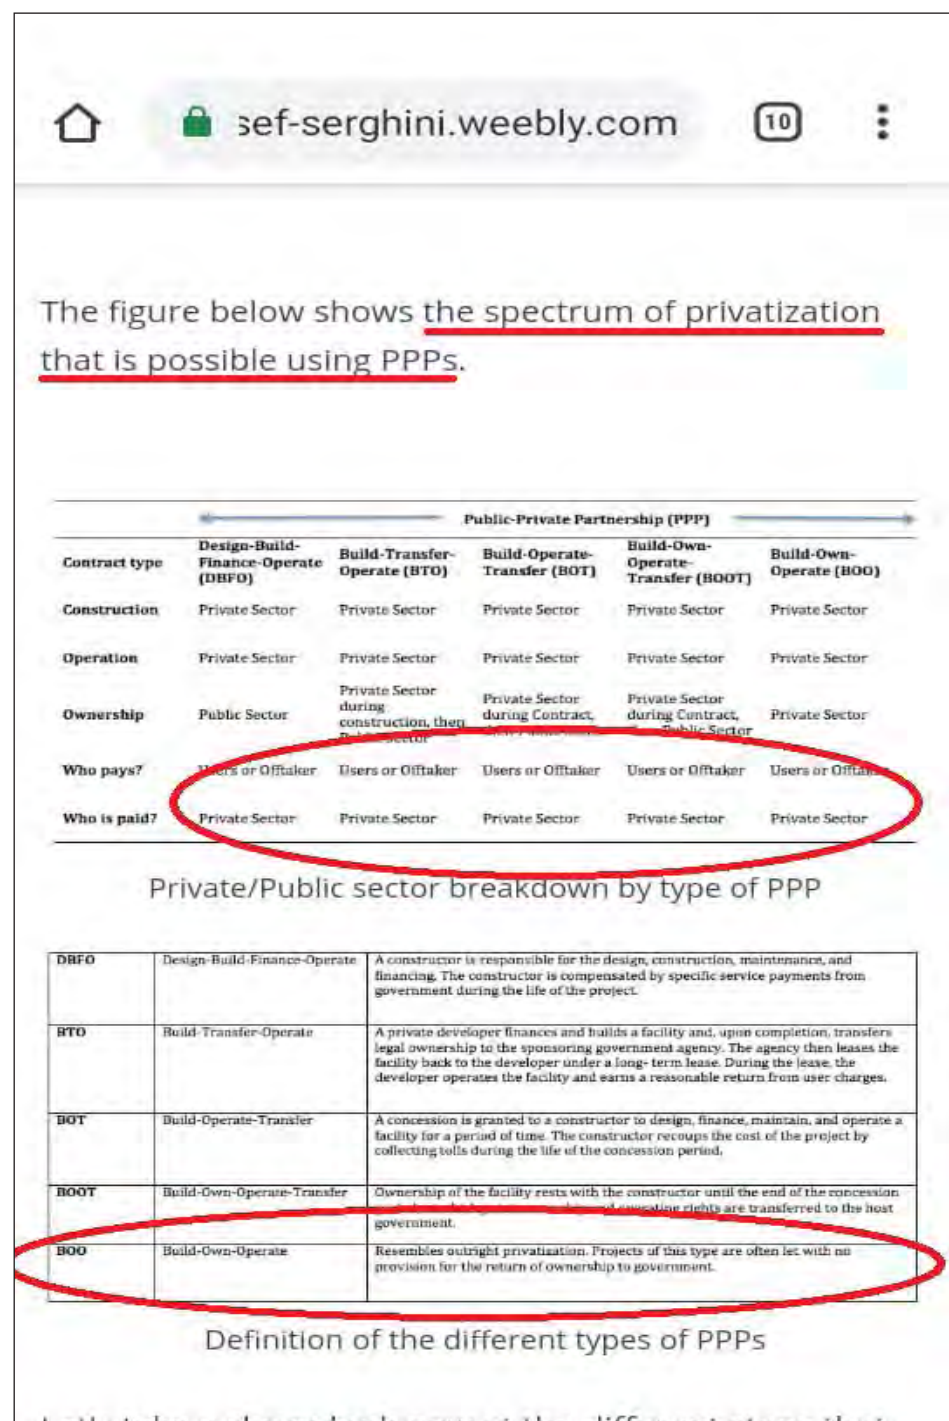 sef-serghini.weebly.com
10
The figure below shows the spectrum of privatization
that is possible using PPPs.
Public-Private Partnership (PPP)
Contract type
Design-Build-
Finance-Operate
(DBFO)
Build-Transfer-
Operate (BTO)
Build-Operate-
Transfer (BOT)
Build-Own-
Operate-
Transfer (BOOT)
Build-Own-
Operate (BOO)
Construction Private Sector Private Sector Private Sector Private Sector Private Sector
Operation Private Sector Private Sector Private Sector Private Sector Private Sector
Ownership
Public Sector
Private Sector
during
construction, then
Public Sector
Private Sector
during Contract,
Private Sector
during Contract,
Public Sector
Private Sector
Who pays? Users or Offtaker Users or Offtaker Users or Offtaker Users or Offtaker Users or Offtaker
Who is paid? Private Sector Private Sector Private Sector Private Sector Private Sector
Private/Public sector breakdown by type of PPP
DBFO Design-Build-Finance-Operate A constructor is responsible for the design, construction, maintenance, and
financing. The constructor is compensated by specific service payments from
government during the life of the project.
BTO Build-Transfer-Operate A private developer finances and builds a facility and, upon completion, transfers
legal ownership to the sponsoring government agency. The agency then leases the
facility back to the developer under a long- term lease. During the lease, the
developer operates the facility and earns a reasonable return from user charges.
BOT Build-Operate-Transfer A concession is granted to a constructor to design, finance, maintain, and operate a
facility for a period of time. The constructor recoups the cost of the project by
collecting tolls during the life of the concession period.
BOOT Build-Own-Operate-Transfer Ownership of the facility rests with the constructor until the end of the concession
operating rights are transferred to the host
government.
BOO Build-Own-Operate Resembles outright privatization. Projects of this type are often let with no
provision for the return of ownership to government.
Definition of the different types of PPPs